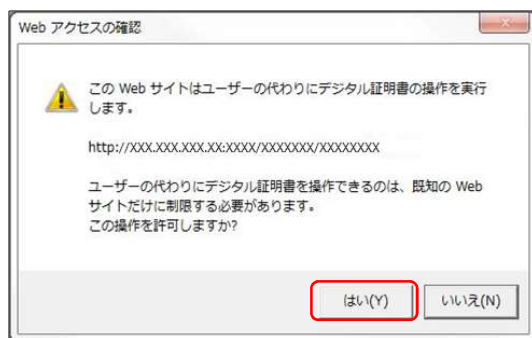 Web アクセスの確認
この Web サイトはユーザーの代わりにデジタル証明書の操作を実行
します。
http://XXX.XXX.XXX.XX:XXXX/XXXXXXX/XXXXXXXX
ユーザーの代わりにデジタル証明書を操作できるのは、既知の Web
サイトだけに制限する必要があります。
この操作を許可しますか?
はい(Y) いいえ(N)